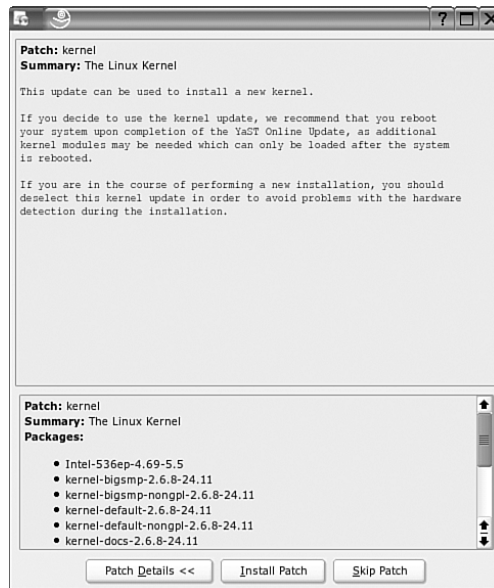 Patch: kernel
Summary: The Linux Kernel
This update can be used to install a new kernel.
If you decide to use the kernel update, we recommend that you reboot
your system upon completion of the YaST Online Update, as additional
kernel modules may be needed which can only be loaded after the system
is rebooted.
If you are in the course of performing a new installation, you should
deselect this kernel update in order to avoid problems with the hardware
detection during the installation.
Patch: kernel
Summary: The Linux Kernel
Packages:
• Intel-536ep-4.69-5.5
• kernel-bigsmp-2.6.8-24.11
• kernel-bigsmp-nongpl-2.6.8-24.11
• kernel-default-2.6.8-24.11
• kernel-default-nongpl-2.6.8-24.11
• kernel-docs-2.6.8-24.11
Patch Details << Install Patch Skip Patch